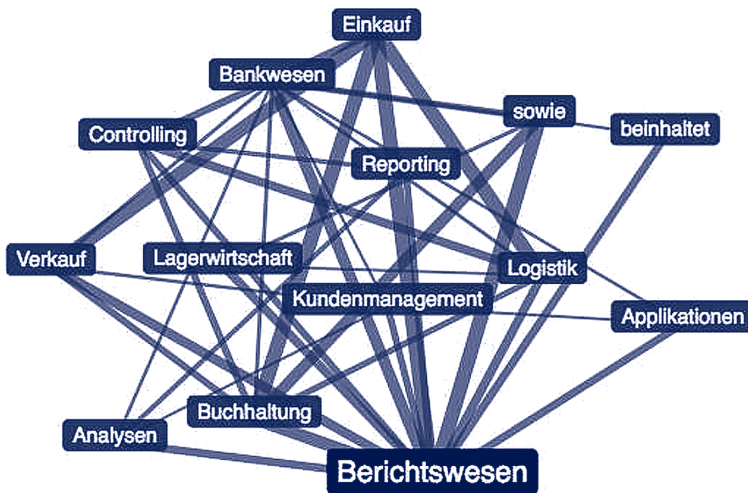 Einkauf
Bankwesen
sowie
beinhaltet
Controlling
Reporting
Verkauf
Lagerwirtschaft
Logistik
Kundenmanagement
Applikationen
Buchhaltung
Analysen
Berichtswesen